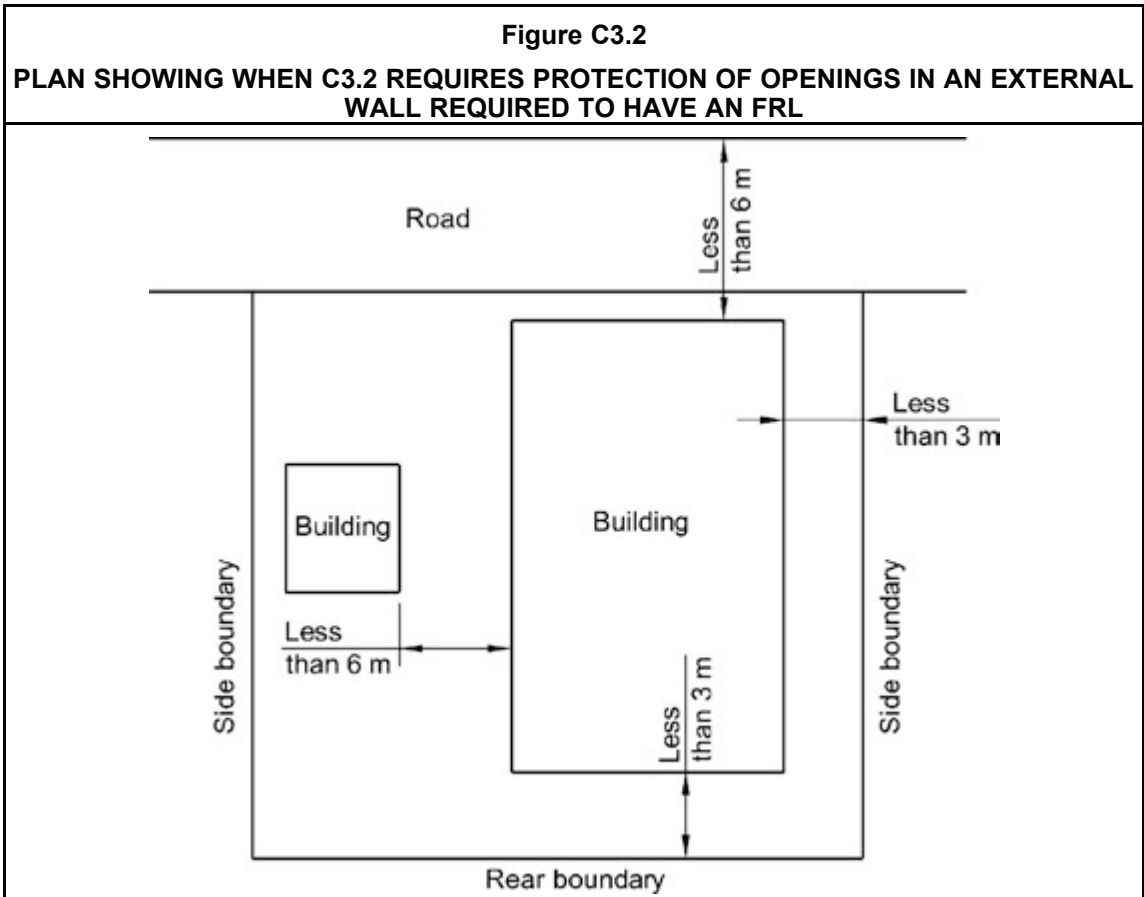 Figure C3.2
PLAN SHOWING WHEN C3.2 REQUIRES PROTECTION OF OPENINGS IN AN EXTERNAL
WALL REQUIRED TO HAVE AN FRL
Road
Less
than 6 m
Less
than 3 m
Building
Building
Side boundary
Less
than 6 m
Less
than 3 m
Side boundary
Rear boundary